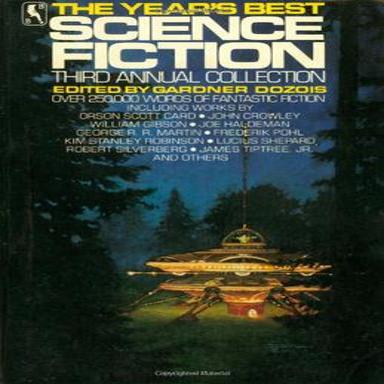 THE YEAR'S BEST
SCIENCE
FICTION
THIRD ANNUAL COLLECTION
EDITED BY GARDNER DOZOIS
OVER 250,000 WORDS OF FANTASTIC FICTION
INCLUDING WORKS BY
ORSON SCOTT CARD • JOHN CROWLEY
WILLIAM GIBSON • JOE HALDEMAN
GEORGE R. R. MARTIN • FREDERIK POHL
KIM STANLEY ROBINSON • LUCIUS SHEPARD
ROBERT SILVERBERG • JAMES TIPTREE, JR.
AND OTHERS
Copyrighted Material